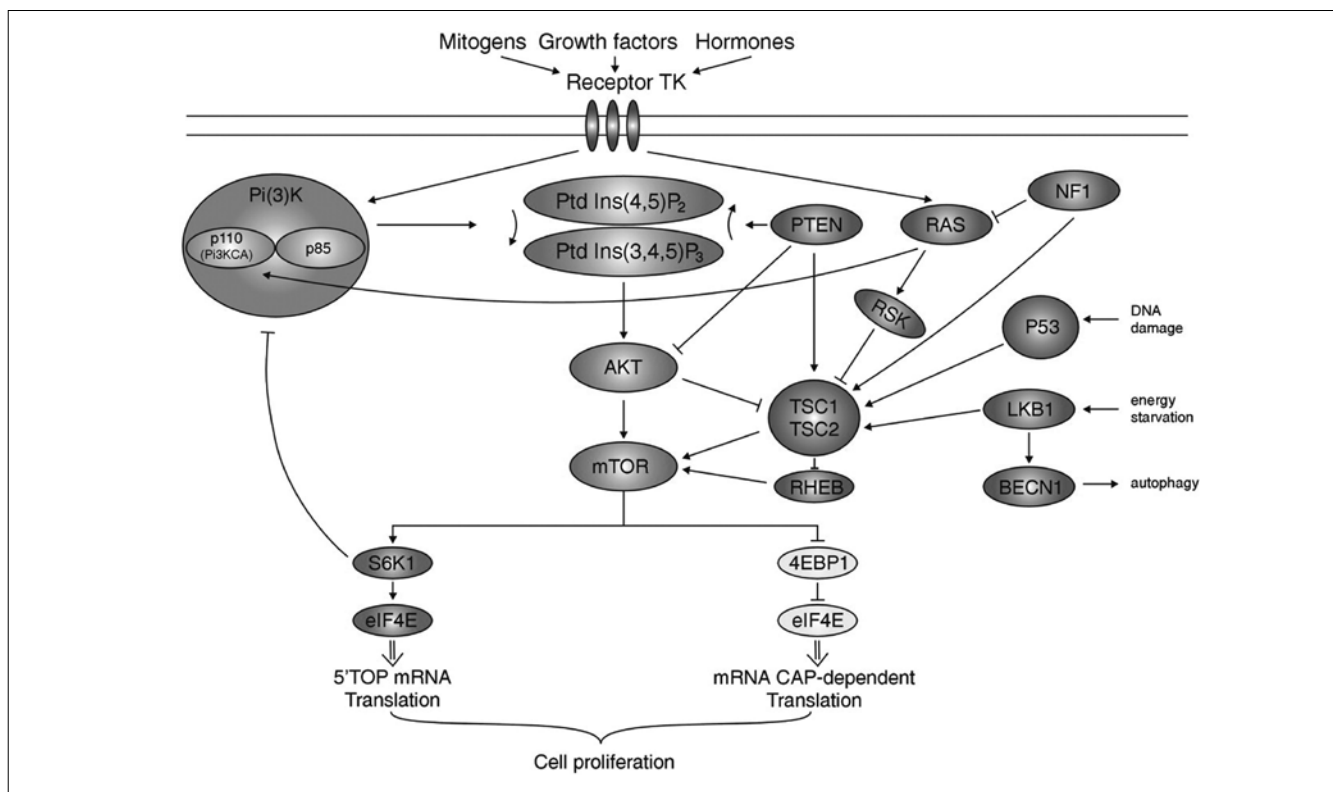 Mitogens Growth factors Hormones
Receptor TK
Pi(3)K
p110
(Pi3KCA)
p85
Ptd Ins(4,5)P2
Ptd Ins(3,4,5)P3
PTEN
RAS
NF1
RSK
P53
DNA
damage
AKT
TSC1
TSC2
LKB1
energy
starvation
mTOR
RHEB
BECN1
autophagy
S6K1
4EBP1
eIF4E
eIF4E
5'TOP mRNA
Translation
mRNA CAP-dependent
Translation
Cell proliferation